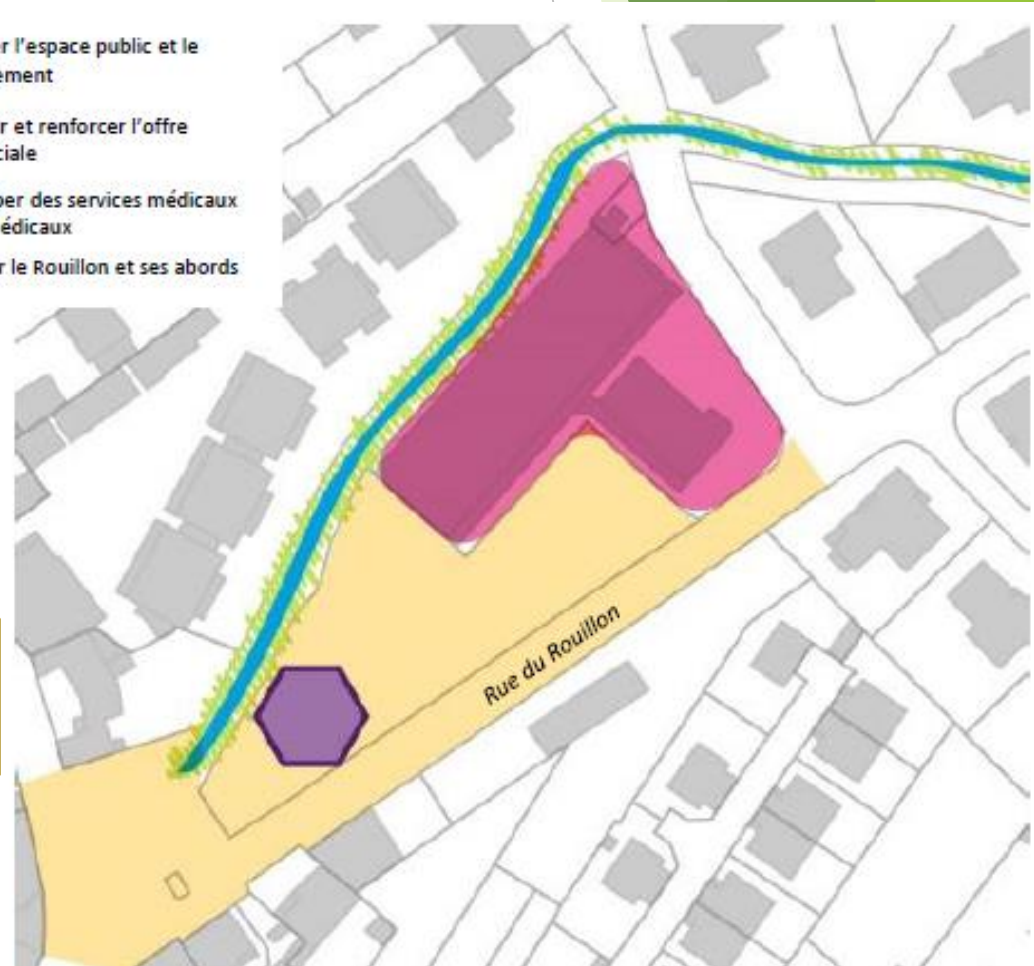 r l'espace public et le
ement
r et renforcer l'offre
ciale
per des services médicaux
édicaux
r le Rouillon et ses abords
Rue du Rouillon